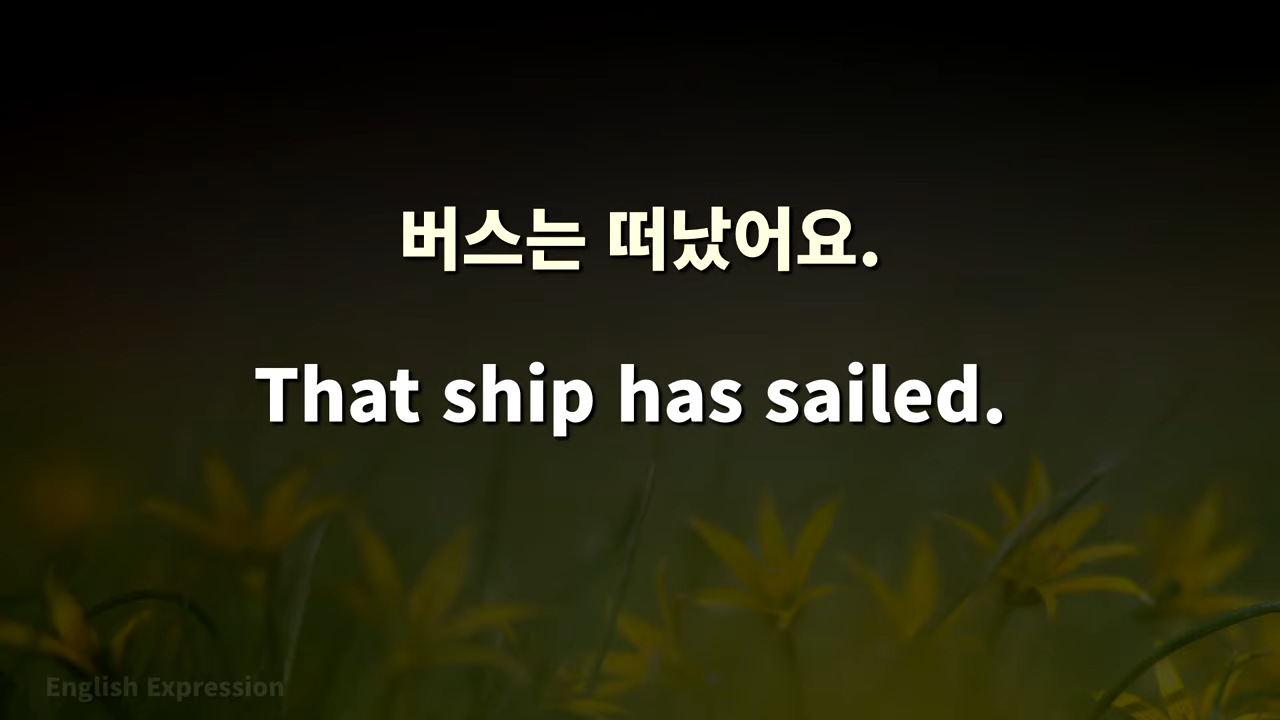 버스는 떠났어요.
That ship has sailed.
English Expression